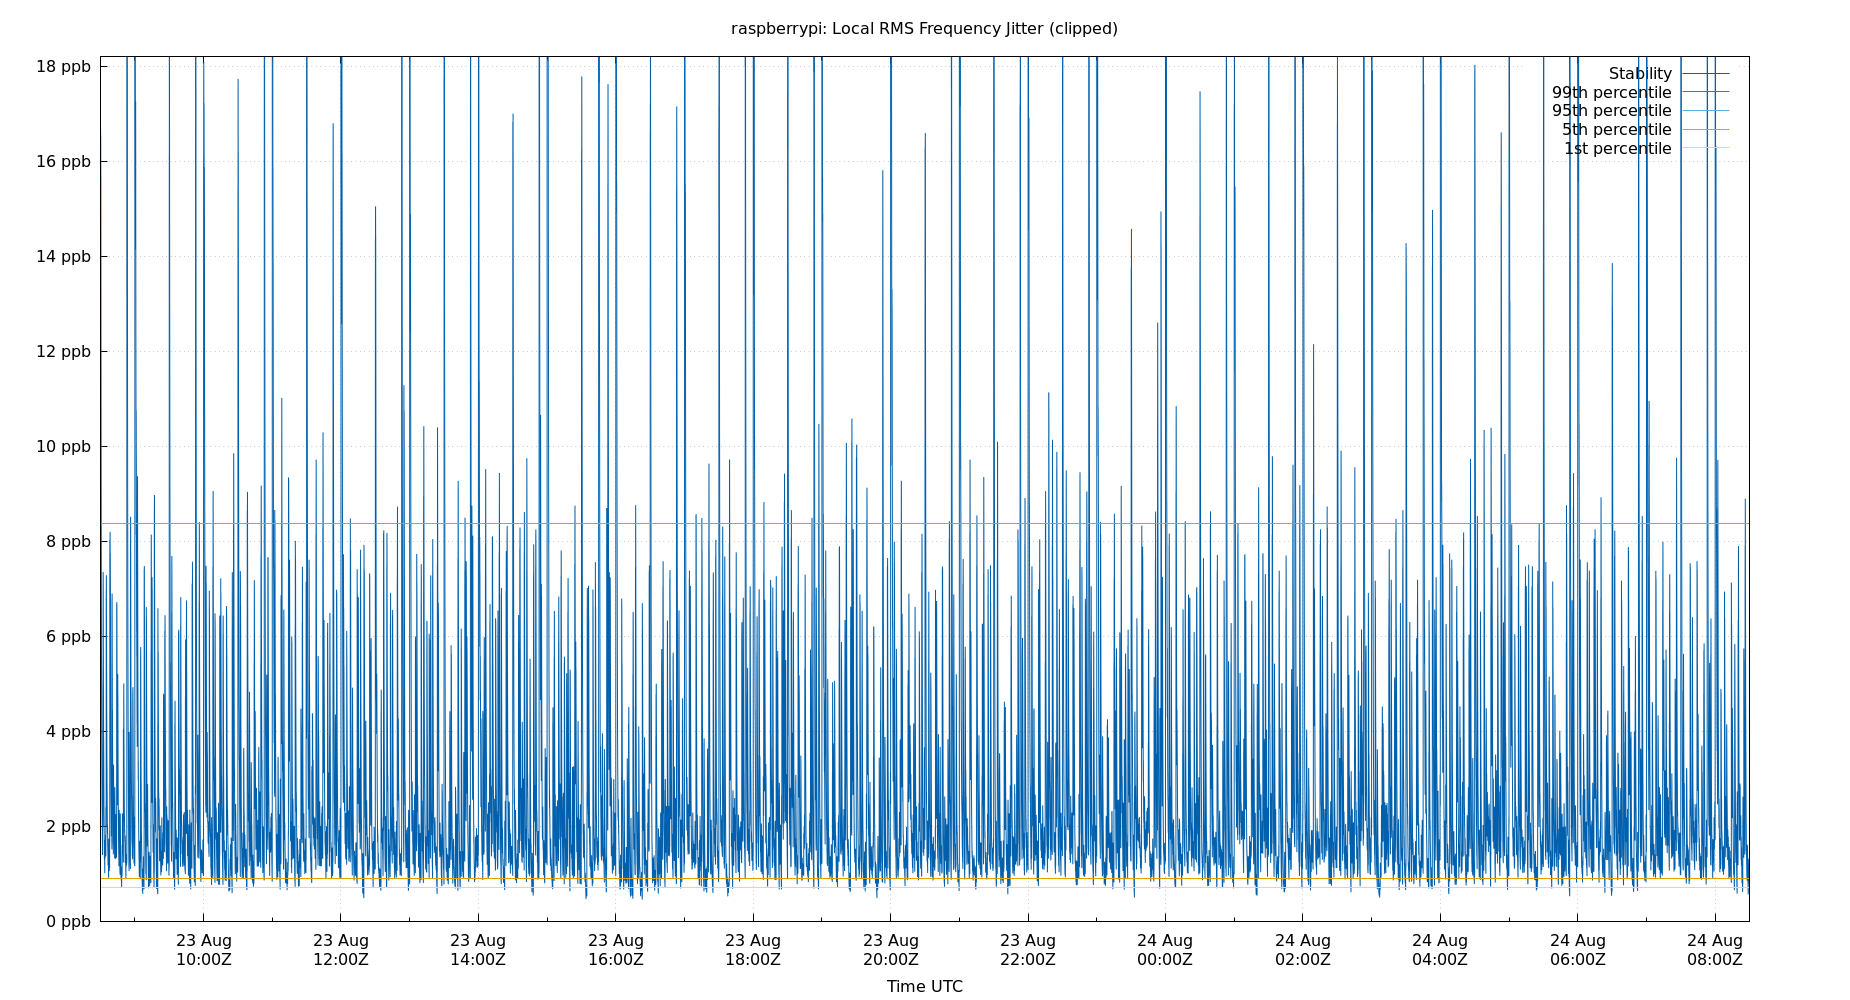 raspberrypi: Local RMS Frequency Jitter (clipped)
18 ppb
16 ppb
14 ppb
12 ppb
10 ppb
8 ppb
6 ppb
4 ppb
2 ppb
0 ppb
Stability
99th percentile
95th percentile
5th percentile
1st percentile
23 Aug
10:00Z
23 Aug
12:00Z
23 Aug
14:00Z
23 Aug
16:00Z
23 Aug
18:00Z
23 Aug
20:00Z
23 Aug
22:00Z
24 Aug
00:00Z
24 Aug
02:00Z
24 Aug
04:00Z
24 Aug
06:00Z
24 Aug
08:00Z
Time UTC